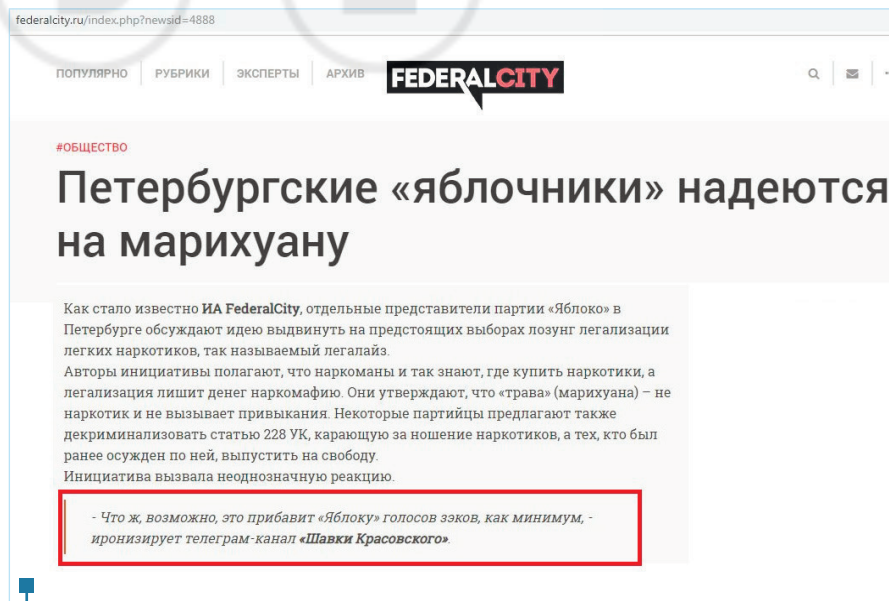 federalcity.ru/index.php?newsid=4888
ПОПУЛЯРНО РУБРИКИ ЭКСПЕРТЫ АРХИВ FEDERALCITY
#ОБЩЕСТВО
Петербургские «яблочники» надеются
на марихуану
Как стало известно ИА FederalCity, отдельные представители партии «Яблоко» в
Петербурге обсуждают идею выдвинуть на предстоящих выборах лозунг легализации
легких наркотиков, так называемый легалайз.
Авторы инициативы полагают, что наркоманы и так знают, где купить наркотики, а
легализация лишит денег наркомафию. Они утверждают, что «трава» (марихуана) – не
наркотик и не вызывает привыкания. Некоторые партийцы предлагают также
декриминализовать статью 228 УК, карающую за ношение наркотиков, а тех, кто был
ранее осужден по ней, выпустить на свободу.
Инициатива вызвала неоднозначную реакцию.
- Что ж, возможно, это прибавит «Яблоку» голосов зэков, как минимум, -
иронизирует телеграм-канал «Шавки Красовского».